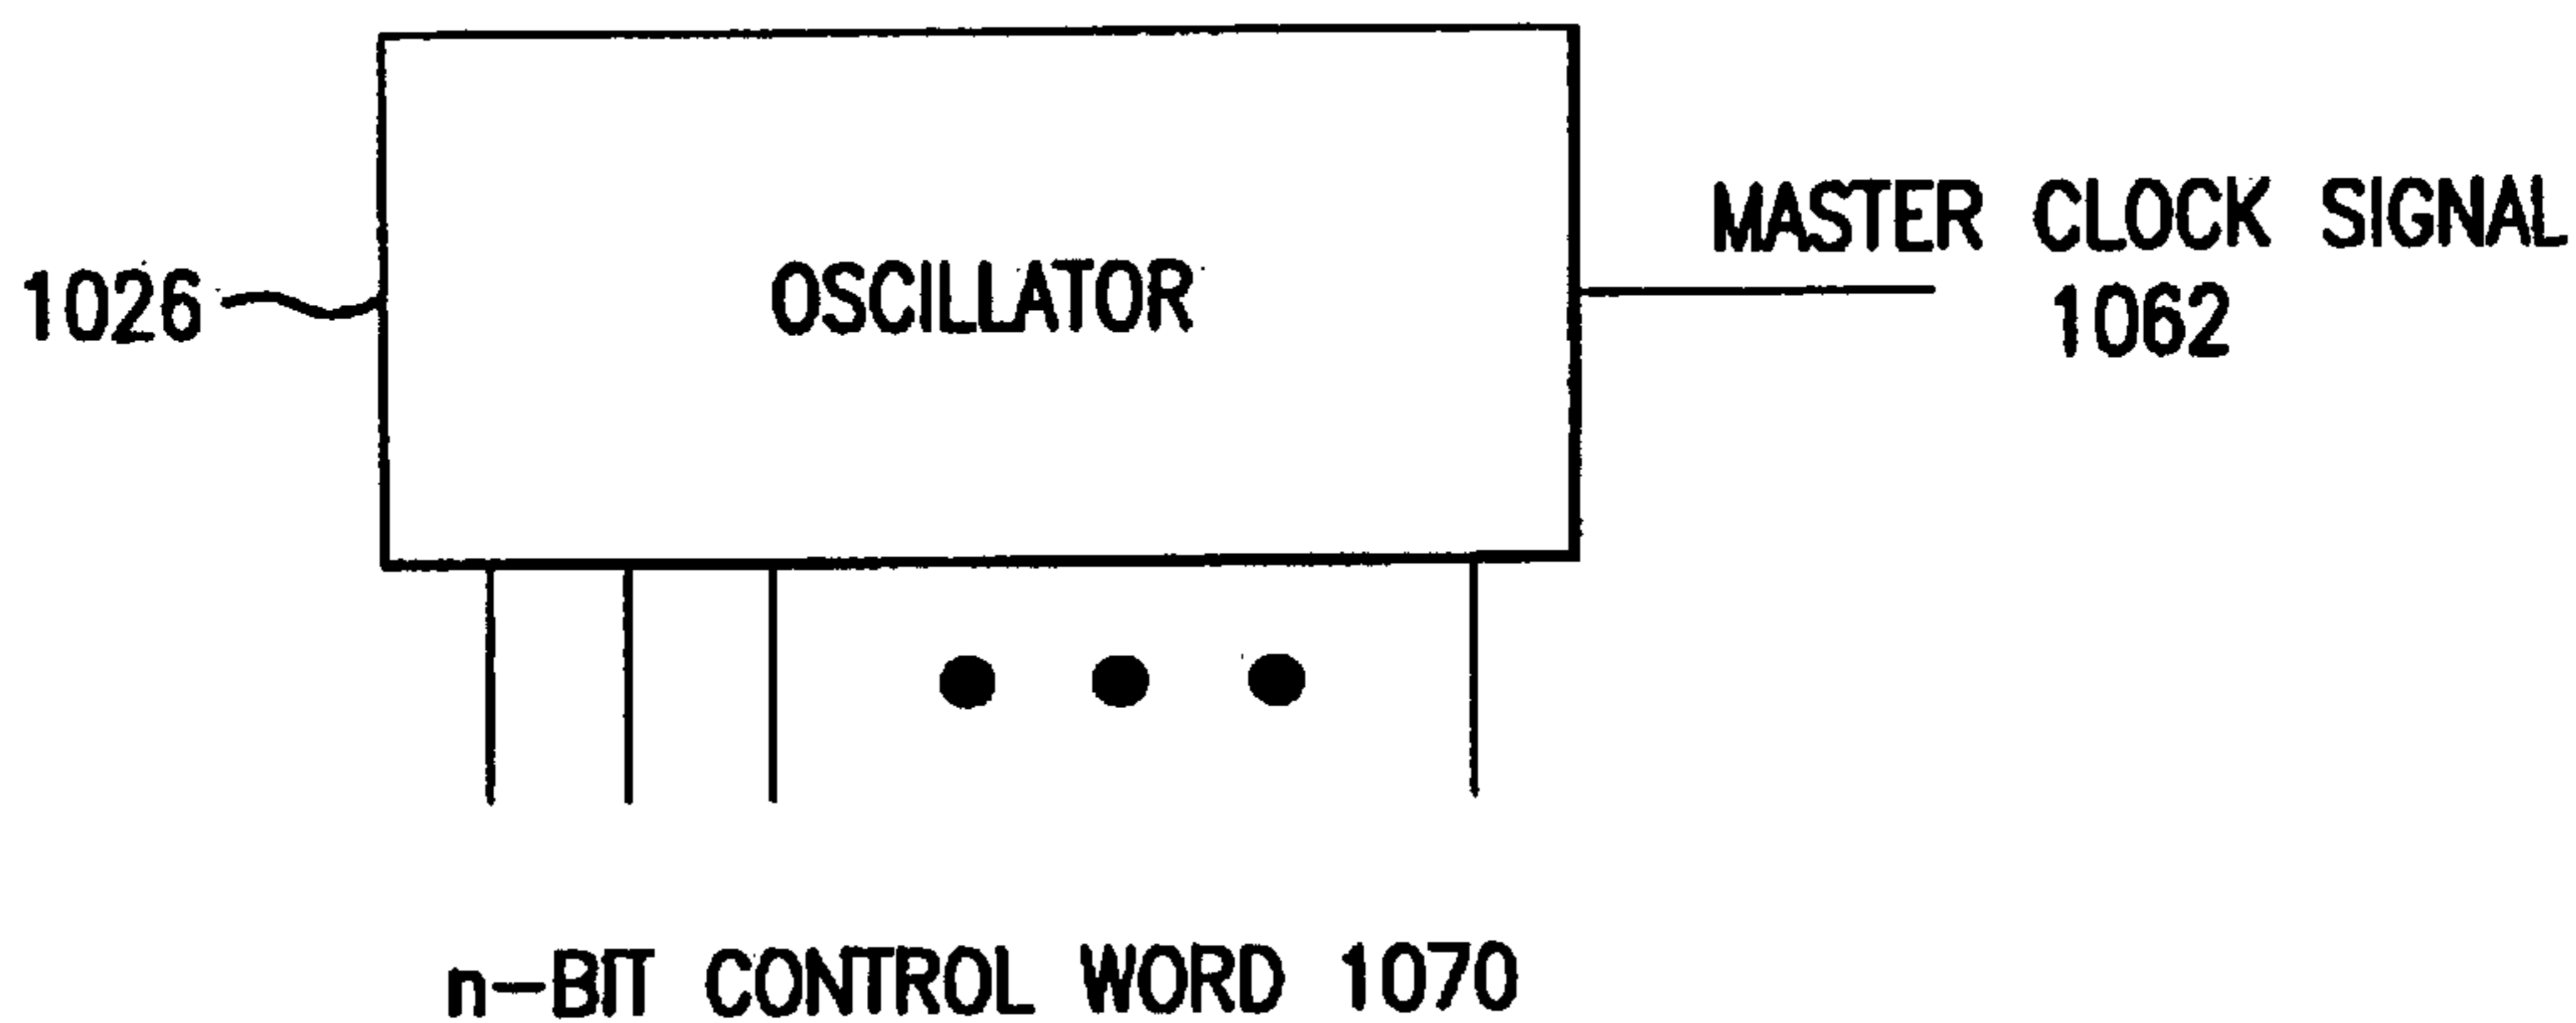 MASTER CLOCK SIGNAL
1026
OSCILLATOR
1062
n-BIT CONTROL WORD 1070